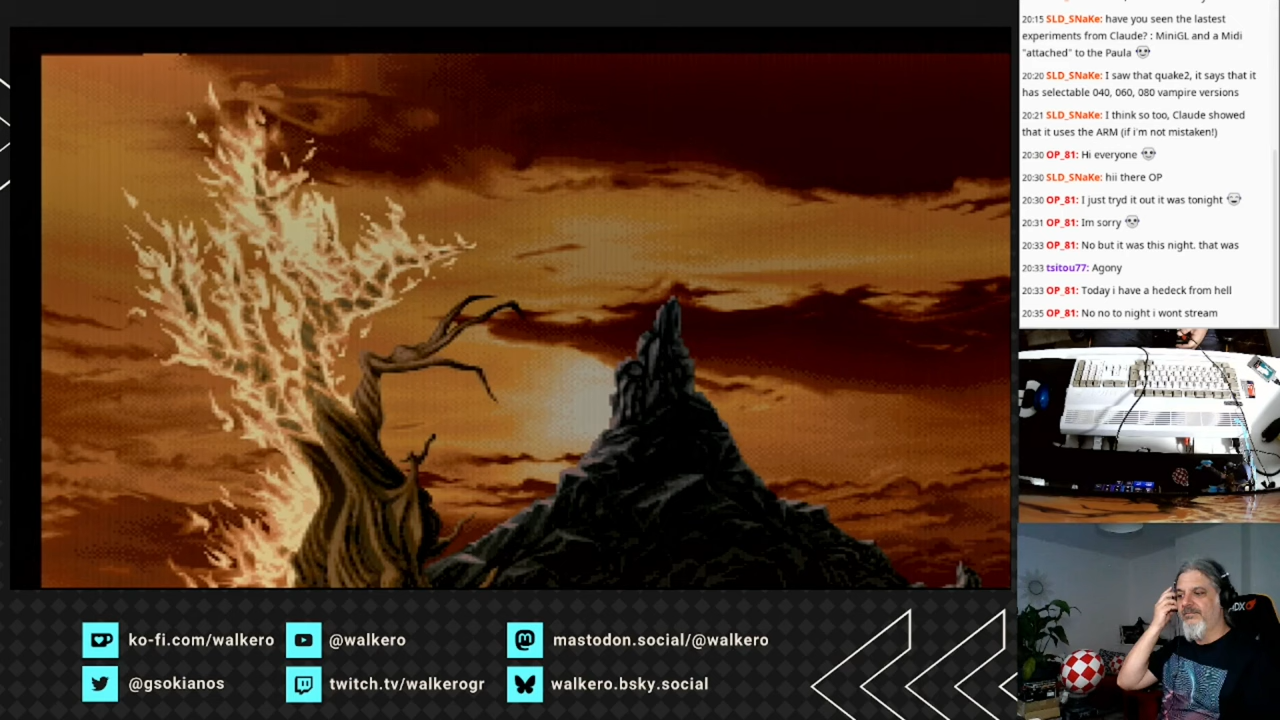 20:15 SLD_SNaKe: have you seen the lastest
experiments from Claude? : MiniGL and a Midi
"attached" to the Paula
20:20 SLD_SNaKe: I saw that quake2, it says that it
has selectable 040, 060, 080 vampire versions
20:21 SLD_SNaKe: I think so too, Claude showed
that it uses the ARM (if i'm not mistaken!)
20:30 OP_81: Hi everyone
20:30 SLD_SNaKe: hii there OP
20:30 OP_81: I just tryd it out it was tonight
20:31 OP_81: Im sorry
20:33 OP_81: No but it was this night. that was
20:33 tsitou77: Agony
20:33 OP_81: Today i have a hedeck from hell
20:35 OP_81: No no to night i wont stream
ko-fi.com/walkero
@walkero
mastodon.social/@walkero
@gsokianos
twitch.tv/walkerogr
walkero.bsky.social